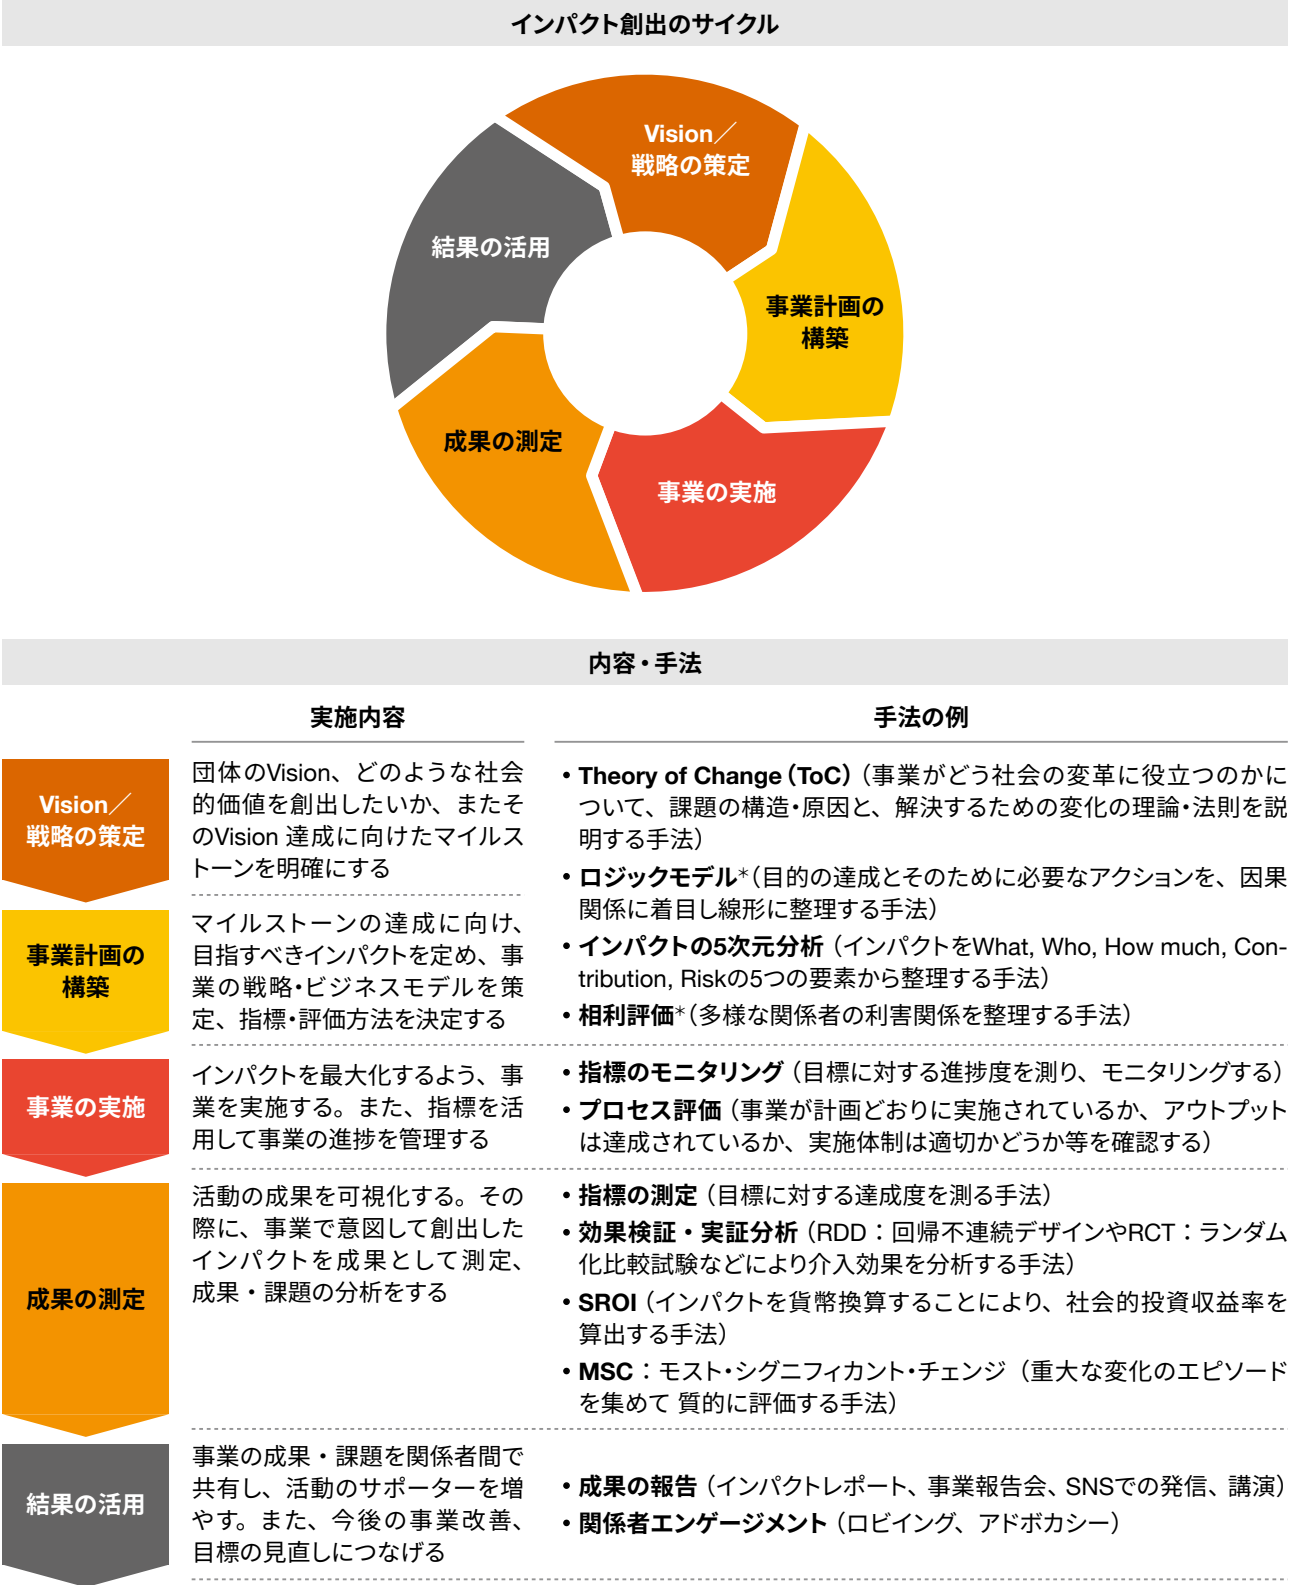 インパクト創出のサイクル
Vision／
戦略の策定
事業計画の
構築
事業の実施
成果の測定
結果の活用
内容・手法
実施内容
手法の例
Vision／
戦略の策定
団体のVision、どのような社会
的価値を創出したいか、またそ
のVision 達成に向けたマイルス
トーンを明確にする
事業計画の
構築
マイルストーンの達成に向け、
目指すべきインパクトを定め、事
業の戦略・ビジネスモデルを策
定、指標・評価方法を決定する
・Theory of Change（ToC）（事業がどう社会の変革に役立つのかに
ついて、課題の構造・原因と、解決するための変化の理論・法則を説
明する手法）
・ロジックモデル＊（目的の達成とそのために必要なアクションを、因果
関係に着目し線形に整理する手法）
・インパクトの5次元分析（インパクトをWhat, Who, How much, Con-
tribution, Riskの5つの要素から整理する手法）
・相利評価＊（多様な関係者の利害関係を整理する手法）
事業の実施
インパクトを最大化するよう、事
業を実施する。また、指標を活
用して事業の進捗を管理する
・指標のモニタリング（目標に対する進捗度を測り、モニタリングする）
・プロセス評価（事業が計画どおりに実施されているか、アウトプット
は達成されているか、実施体制は適切かどうか等を確認する）
成果の測定
活動の成果を可視化する。その
際に、事業で意図して創出した
インパクトを成果として測定、
成果・課題の分析をする
・指標の測定（目標に対する達成度を測る手法）
・効果検証・実証分析（RDD：回帰不連続デザインやRCT：ランダム
化比較試験などにより介入効果を分析する手法）
・SROI（インパクトを貨幣換算することにより、社会的投資収益率を
算出する手法）
・MSC：モスト・シグニフィカント・チェンジ（重大な変化のエピソード
を集めて 質的に評価する手法）
結果の活用
事業の成果・課題を関係者間で
共有し、活動のサポーターを増
やす。また、今後の事業改善、
目標の見直しにつなげる
・成果の報告（インパクトレポート、事業報告会、SNSでの発信、講演）
・関係者エンゲージメント（ロビイング、アドボカシー）